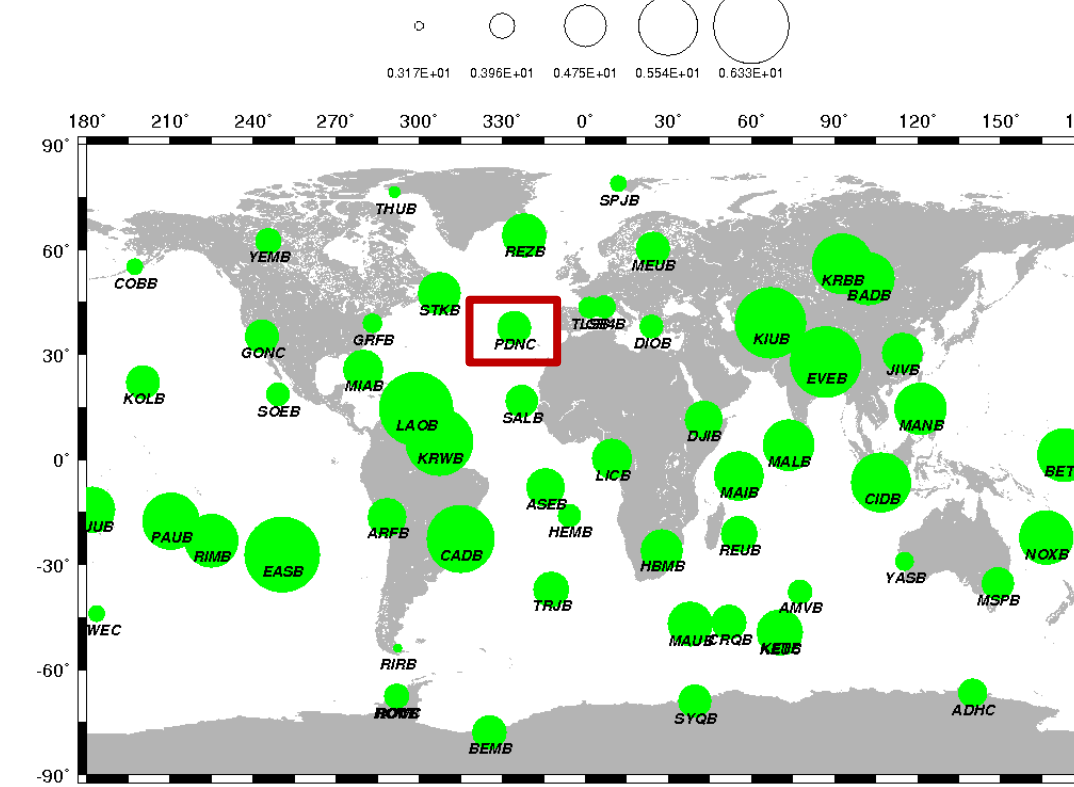 0.317E+01 0.396E+01 0.475E+01 0.554E+01 0.633E+01
180° 210° 240° 270° 300° 330° 0° 30° 60° 90° 120° 150° 1
90°
SPJB
THUB
60°
YEMB
REZB
MEUB
COBB
KRBB
BADB
STKB
GRFB
PDNC
DIOB
KIUB
GONC
30°
MIAB
EVEB
JIVB
KOLB
SOEB
SALB
LAOB
MANB
DJIB
KRWB
0°
LICB
MALB
BET
MAIB
CIDB
ASEB
HEMB
UUB
PAUB
ARFB
RIMB
CADB
EASB
REUB
HBMB
NOXB
-30°
YASB
TRJB
AMVB
MSPB
WEC
MAUB
CRQB
-60°
RIRB
SYQB
ADHC
BEMB
-90°